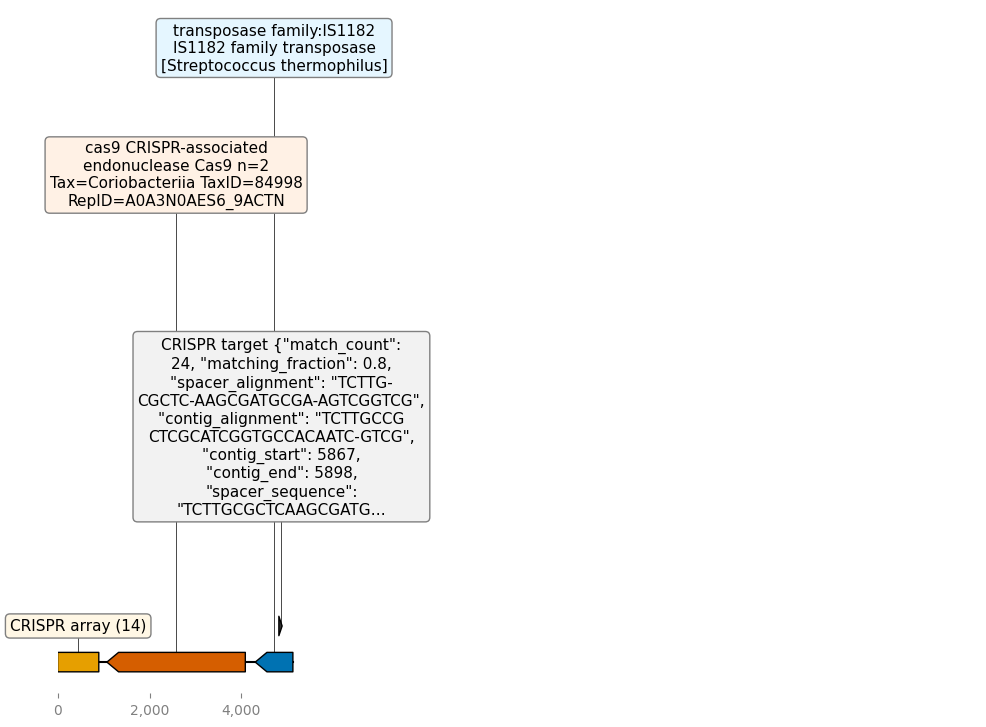 transposase family:IS1182
IS1182 family transposase
[Streptococcus thermophilus]
cas9 CRISPR-associated
endonuclease Cas9 n=2
Tax=Coriobacteriia TaxID=84998
RepID=A0A3N0AES6_9ACTN
CRISPR target {"match_count":
24, "matching_fraction": 0.8,
"spacer_alignment": "TCTTG-
CGCTC-AAGCGATGCGA-AGTCGGTCG",
"contig_alignment": "TCTTGCCG
CTCGCATCGGTGCCACAATC-GTCG",
"contig_start": 5867,
"contig_end": 5898,
"spacer_sequence":
"TCTTGCGCTCAAGCGATG...
CRISPR array (14)
0
2,000
4,000